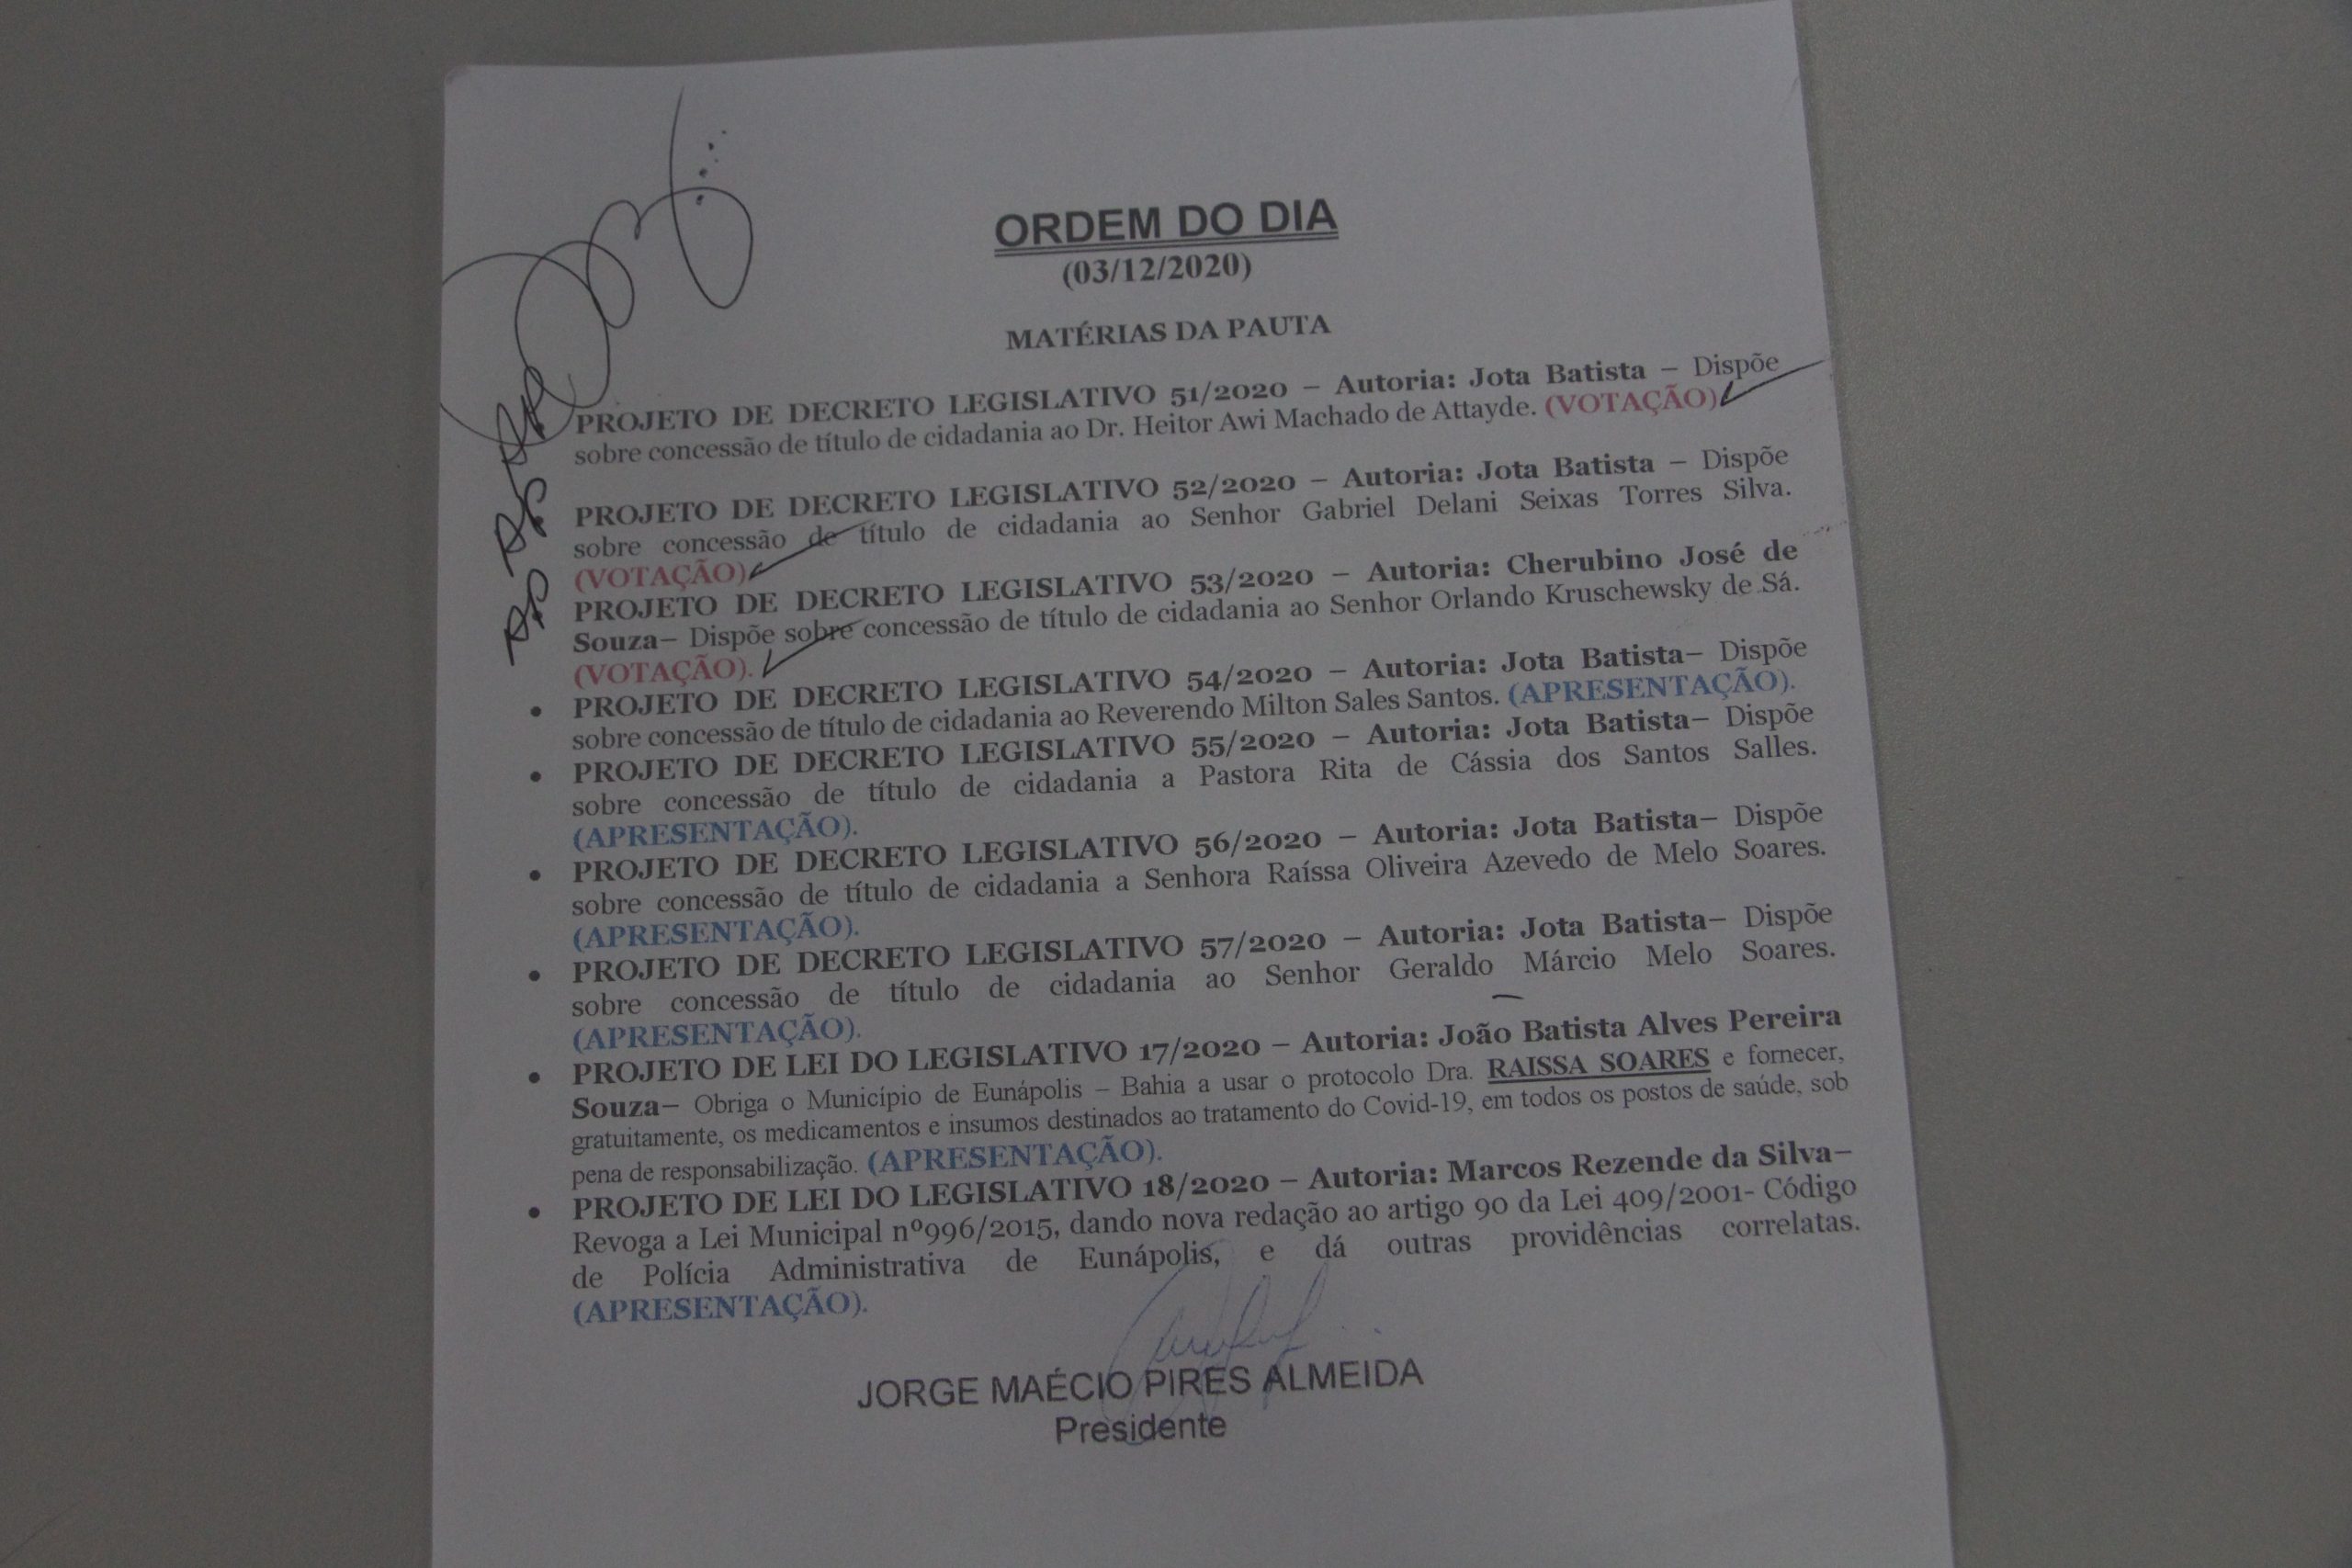 ORDEM DO DIA
(03/12/2020)
MATÉRIAS DA PAUTA
PROJETO DE DECRETO LEGISLATIVO 51/2020 – Autoria: Jota Batista – Dispõe
sobre concessão de título de cidadania ao Dr. Heitor Awi Machado de Attayde. (VOTAÇÃO)
PROJETO DE DECRETO LEGISLATIVO 52/2020 – Autoria: Jota Batista – Dispõe
sobre concessão de título de cidadania ao Senhor Gabriel Delani Seixas Torres Silva.
(VOTAÇÃO)
PROJETO DE DECRETO LEGISLATIVO 53/2020 – Autoria: Cherubino José de
Souza– Dispõe sobre concessão de título de cidadania ao Senhor Orlando Kruschewsky de Sá.
(VOTAÇÃO).
• PROJETO DE DECRETO LEGISLATIVO 54/2020 – Autoria: Jota Batista– Dispõe
sobre concessão de título de cidadania ao Reverendo Milton Sales Santos. (APRESENTAÇÃO).
• PROJETO DE DECRETO LEGISLATIVO 55/2020 – Autoria: Jota Batista– Dispõe
sobre concessão de título de cidadania a Pastora Rita de Cássia dos Santos Salles.
(APRESENTAÇÃO).
• PROJETO DE DECRETO LEGISLATIVO 56/2020 – Autoria: Jota Batista– Dispõe
sobre concessão de título de cidadania a Senhora Raíssa Oliveira Azevedo de Melo Soares.
(APRESENTAÇÃO).
• PROJETO DE DECRETO LEGISLATIVO 57/2020 – Autoria: Jota Batista– Dispõe
sobre concessão de título de cidadania ao Senhor Geraldo Márcio Melo Soares.
(APRESENTAÇÃO).
• PROJETO DE LEI DO LEGISLATIVO 17/2020 – Autoria: João Batista Alves Pereira
Souza– Obriga o Município de Eunápolis – Bahia a usar o protocolo Dra. RAISSA SOARES e fornecer,
gratuitamente, os medicamentos e insumos destinados ao tratamento do Covid-19, em todos os postos de saúde, sob
pena de responsabilização. (APRESENTAÇÃO).
• PROJETO DE LEI DO LEGISLATIVO 18/2020 – Autoria: Marcos Rezende da Silva–
Revoga a Lei Municipal nº996/2015, dando nova redação ao artigo 90 da Lei 409/2001- Código
de Polícia Administrativa de Eunápolis, e dá outras providências correlatas.
(APRESENTAÇÃO).
JORGE MAÉCIO PIRES ALMEIDA
Presidente